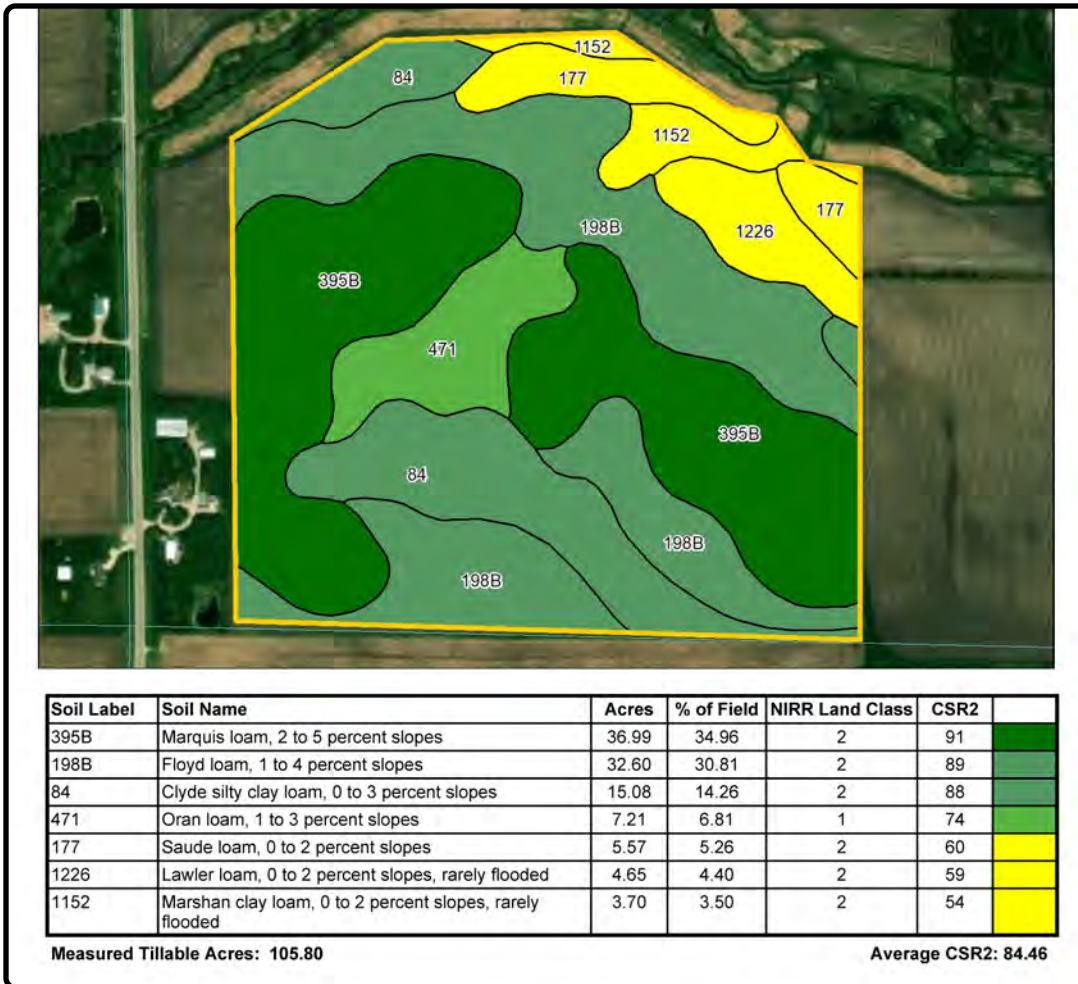 1152
84
177
1152
177
198B
1226
395B
471
395B
84
198B
198B
Soil Label Soil Name Acres % of Field NIRR Land Class CSR2
395B Marquis loam, 2 to 5 percent slopes 36.99 34.96 2 91
198B Floyd loam, 1 to 4 percent slopes 32.60 30.81 2 89
84 Clyde silty clay loam, 0 to 3 percent slopes 15.08 14.26 2 88
471 Oran loam, 1 to 3 percent slopes 7.21 6.81 1 74
177 Saude loam, 0 to 2 percent slopes 5.57 5.26 2 60
1226 Lawler loam, 0 to 2 percent slopes, rarely flooded 4.65 4.40 2 59
1152 Marshan clay loam, 0 to 2 percent slopes, rarely 3.70 3.50 2 54
flooded
Measured Tillable Acres: 105.80 Average CSR2: 84.46